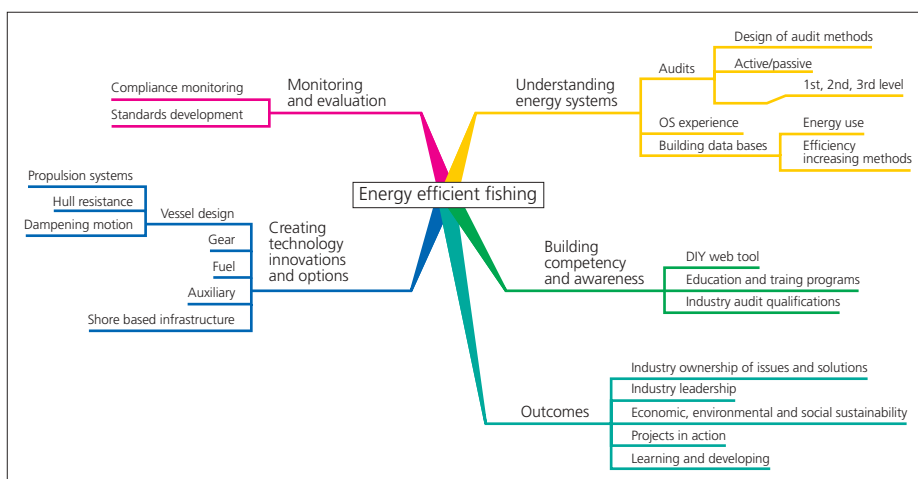 Energy efficient fishing
Monitoring
and evaluation
Compliance monitoring
Standards development
Understanding
energy systems
Audits
Design of audit methods
Active/passive
1st, 2nd, 3rd level
OS experience
Building data bases
Energy use
Efficiency
increasing methods
Creating
technology
innovations
and options
Vessel design
Propulsion systems
Hull resistance
Dampening motion
Gear
Fuel
Auxiliary
Shore based infrastructure
Building
competency
and awareness
DIY web tool
Education and traing programs
Industry audit qualifications
Outcomes
Industry ownership of issues and solutions
Industry leadership
Economic, environmental and social sustainability
Projects in action
Learning and developing